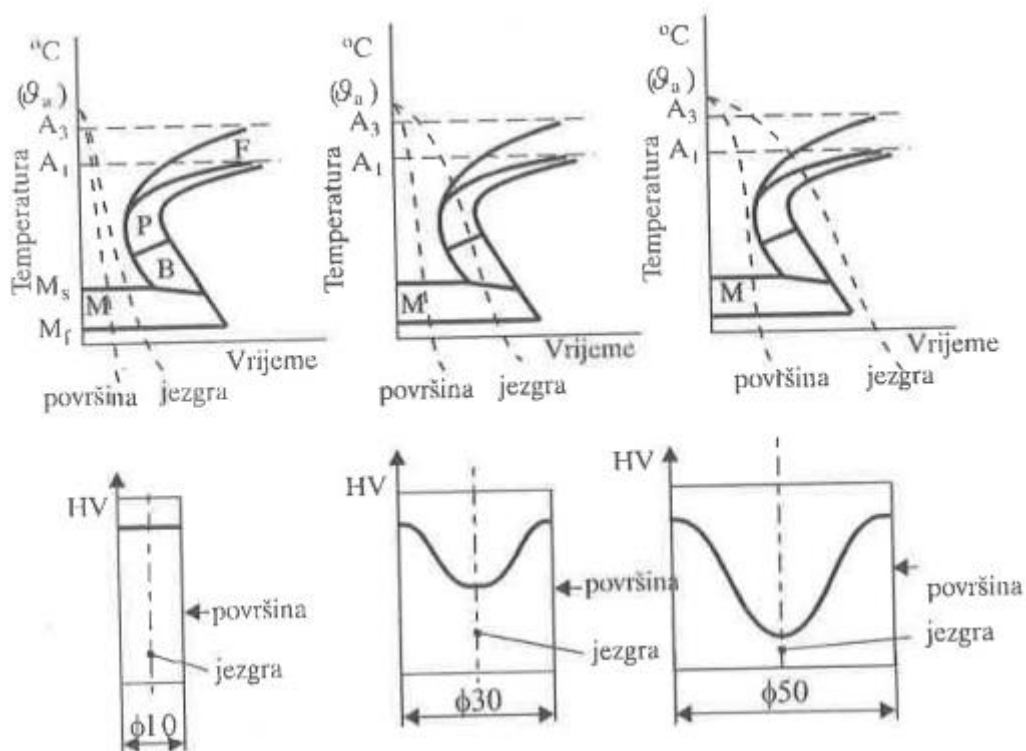 °C
(ϑa)
A3
A1
Temperatura
F
P
B
Ms
M
Mf
Vrijeme
površina
jezgra
°C
(ϑa)
A3
A1
Temperatura
M
Vrijeme
površina
jezgra
°C
(ϑa)
A3
A1
Temperatura
M
Vrijeme
površina
jezgra
HV
površina
jezgra
ϕ10
HV
površina
jezgra
ϕ30
HV
površina
jezgra
ϕ50